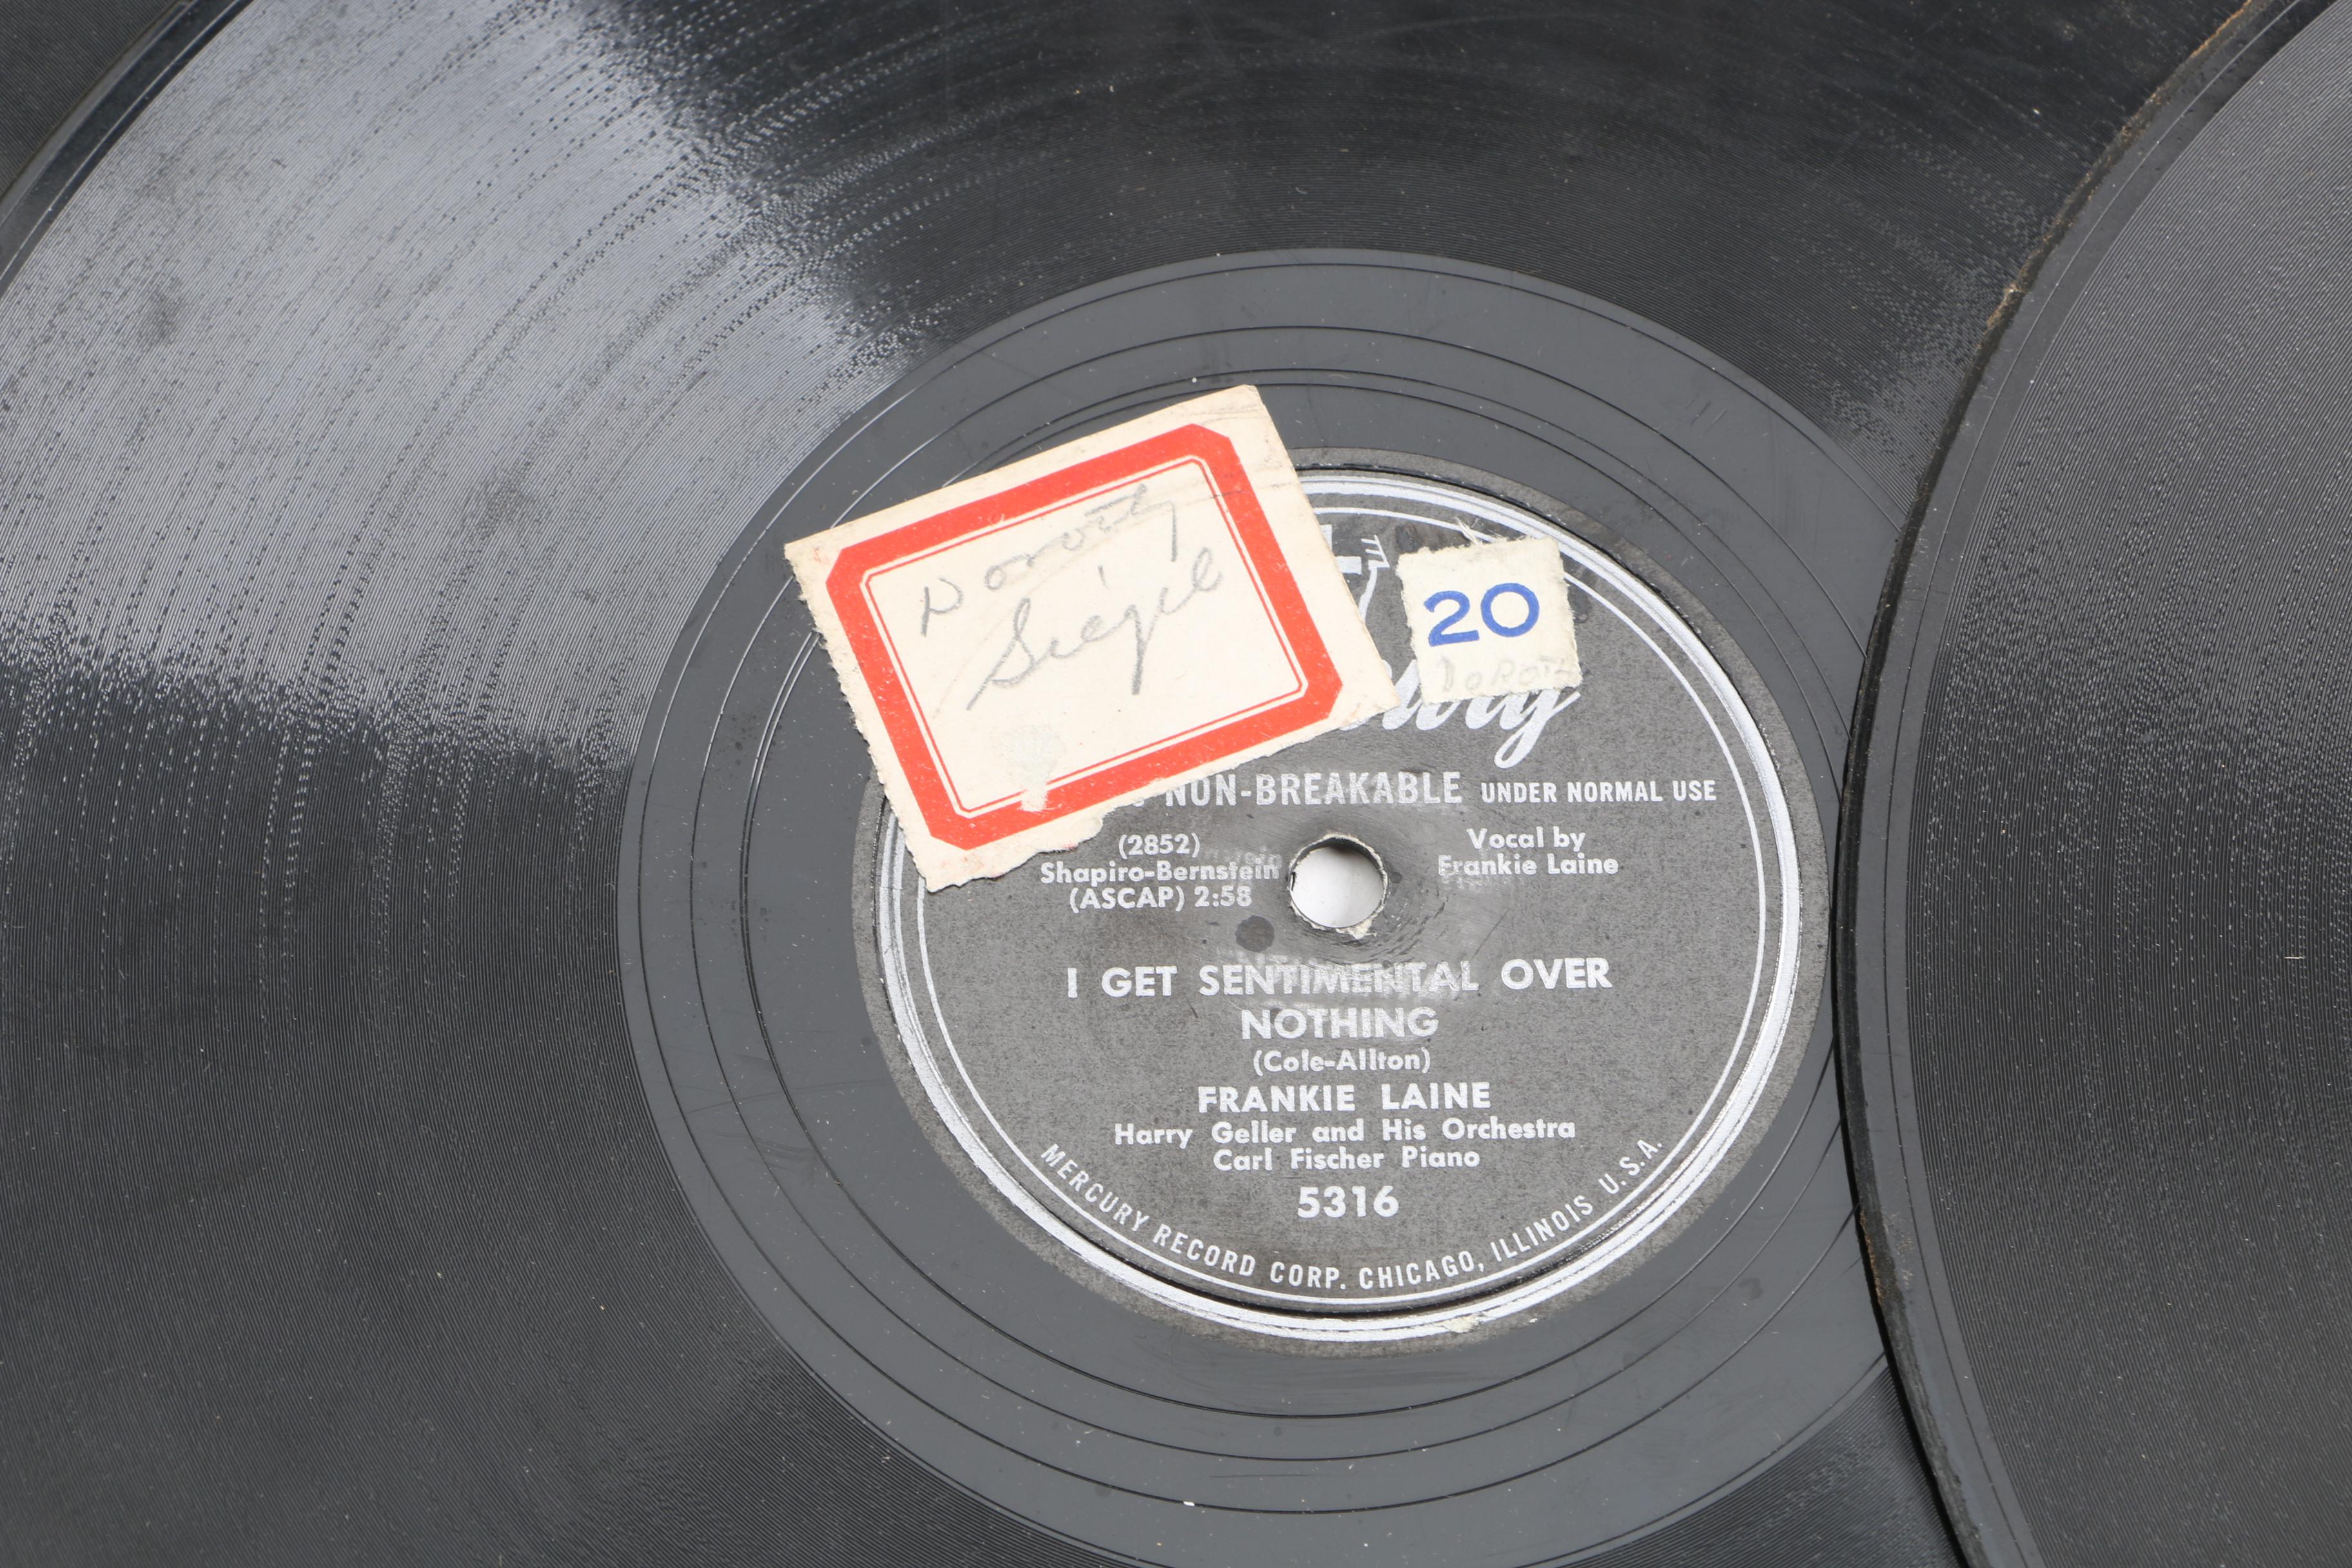 Dorothy
Siegel
20
DOROTH
NON-BREAKABLE UNDER NORMAL USE
(2852)
Shapiro-Bernstein
(ASCAP) 2:58
Vocal by
Frankie Laine
I GET SENTIMENTAL OVER
NOTHING
(Cole-Allton)
FRANKIE LAINE
Harry Geller and His Orchestra
Carl Fischer Piano
5316
MERCURY RECORD CORP. CHICAGO, ILLINOIS U.S.A.